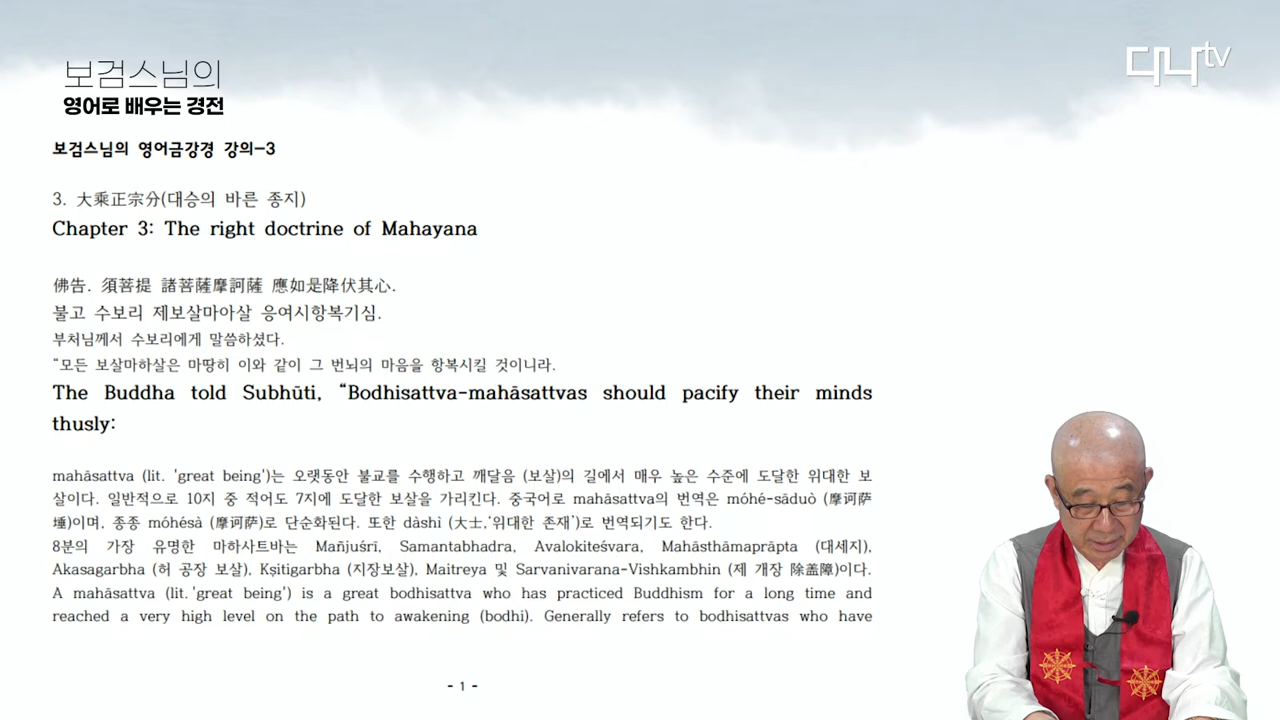 보검스님의
영어로 배우는 경전
다나tv
보검스님의 영어금강경 강의-3
3. 大乘正宗分(대승의 바른 종지)
Chapter 3: The right doctrine of Mahayana
佛告. 須菩提 諸菩薩摩訶薩 應如是降伏其心.
불고 수보리 제보살마아살 응여시항복기심.
부처님께서 수보리에게 말씀하셨다.
“모든 보살마하살은 마땅히 이와 같이 그 번뇌의 마음을 항복시킬 것이니라.
The Buddha told Subhūti, “Bodhisattva-mahāsattvas should pacify their minds
thusly:
mahāsattva (lit. 'great being')는 오랫동안 불교를 수행하고 깨달음 (보살)의 길에서 매우 높은 수준에 도달한 위대한 보
살이다. 일반적으로 10지 중 적어도 7지에 도달한 보살을 가리킨다. 중국어로 mahāsattva의 번역은 móhé-sāduò (摩诃萨
埵)이며, 종종 móhésà (摩诃萨)로 단순화된다. 또한 dàshì (大士,‘위대한 존재’)로 번역되기도 한다.
8분의 가장 유명한 마하사트바는 Mañjuśrī, Samantabhadra, Avalokiteśvara, Mahāsthāmaprāpta (대세지),
Akasagarbha (허 공장 보살), Kṣitigarbha (지장보살), Maitreya 및 Sarvanivarana-Vishkambhin (제 개장 除盖障)이다.
A mahāsattva (lit. 'great being') is a great bodhisattva who has practiced Buddhism for a long time and
reached a very high level on the path to awakening (bodhi). Generally refers to bodhisattvas who have
- 1 -